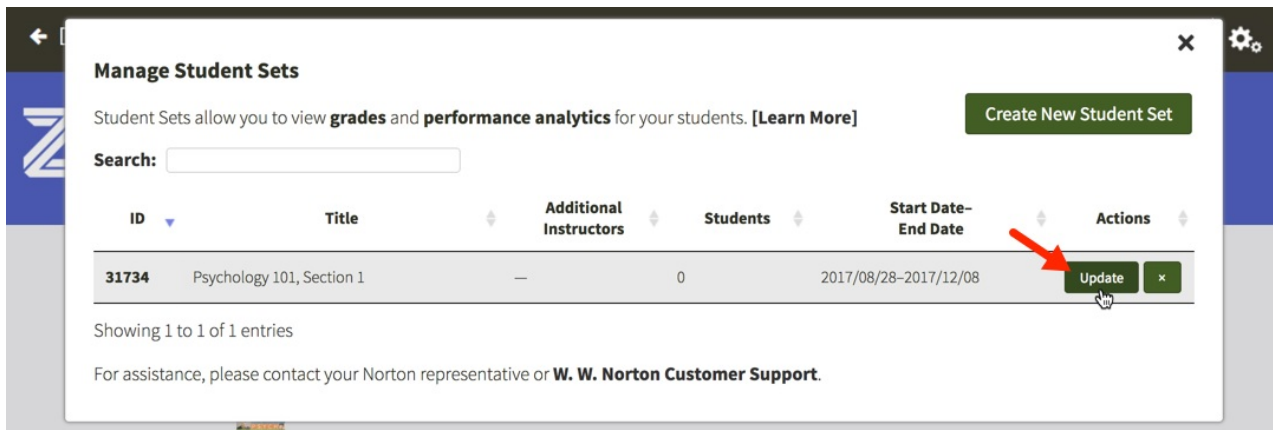 Manage Student Sets
Student Sets allow you to view grades and performance analytics for your students. [Learn More]
Create New Student Set
Search:
ID Title Additional Instructors Students Start Date– End Date Actions
31734 Psychology 101, Section 1 — 0 2017/08/28–2017/12/08 Update ×
Showing 1 to 1 of 1 entries
For assistance, please contact your Norton representative or W. W. Norton Customer Support.